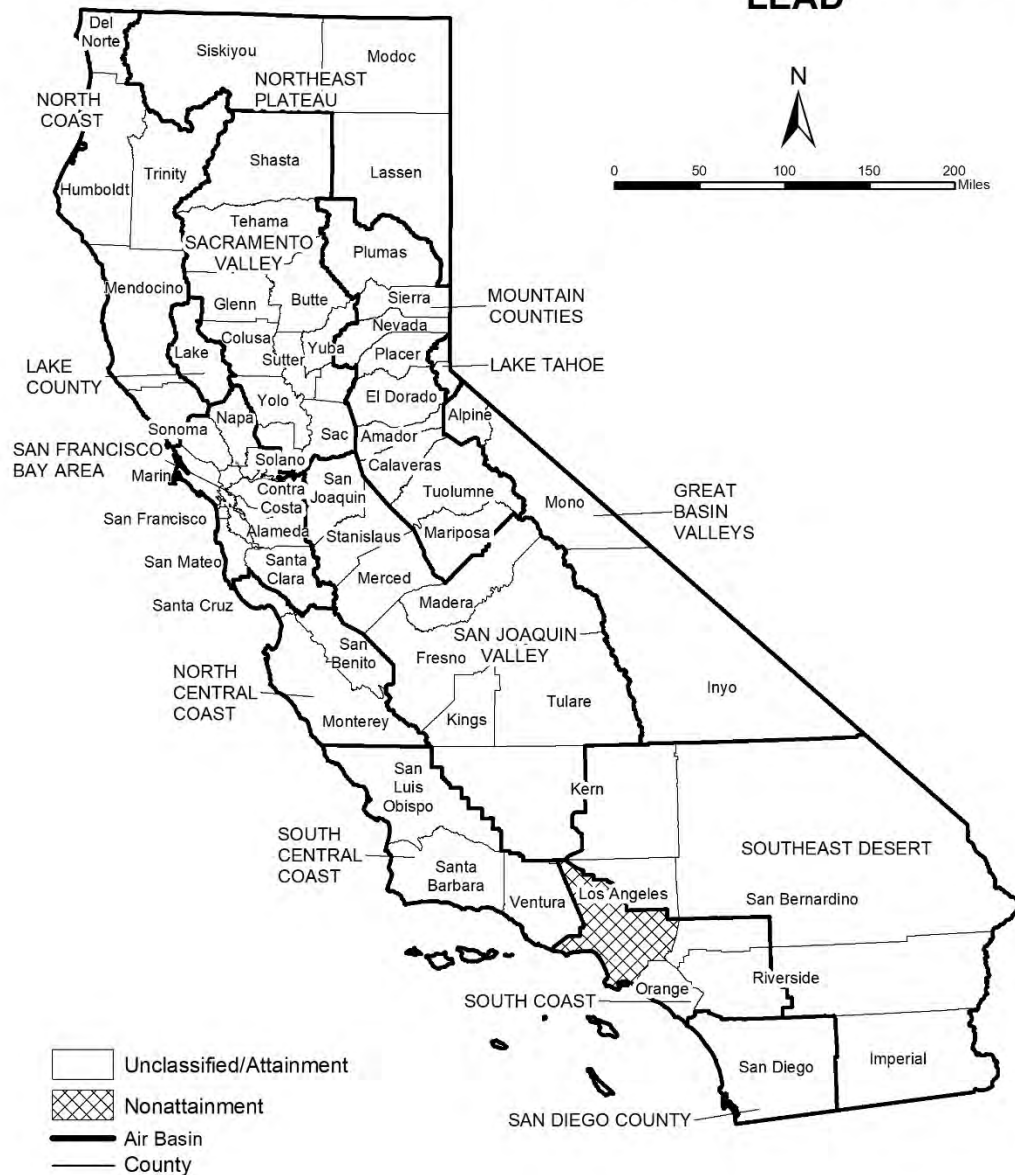 LEAD
N
0 50 100 150 200
Miles
Del
Norte
Siskiyou
Modoc
NORTHEAST
PLATEAU
NORTH
COAST
Shasta
Trinity
Lassen
Humboldt
Tehama
SACRAMENTO
VALLEY
Plumas
Mendocino
Glenn
Butte
Sierra
MOUNTAIN
COUNTIES
Nevada
Colusa
Sutter
Yuba
Lake
Placer
LAKE TAHOE
LAKE
COUNTY
El Dorado
Yolo
Napa
Alpine
Sonoma
Sac
Amador
SAN FRANCISCO
BAY AREA
Solano
Calaveras
Marin
Contra
Costa
San
Joaquin
Tuolumne
Mono
GREAT
BASIN
VALLEYS
San Francisco
Alameda
Stanislaus
Mariposa
San Mateo
Santa
Clara
Merced
Santa Cruz
Madera
SAN JOAQUIN
VALLEY
San
Benito
Fresno
NORTH
CENTRAL
COAST
Inyo
Tulare
Monterey
Kings
San
Luis
Obispo
Kern
SOUTH
CENTRAL
COAST
SOUTHEAST DESERT
Santa
Barbara
Ventura
Los Angeles
San Bernardino
Riverside
Orange
SOUTH COAST
San Diego
Imperial
SAN DIEGO COUNTY
Unclassified/Attainment
Nonattainment
Air Basin
County